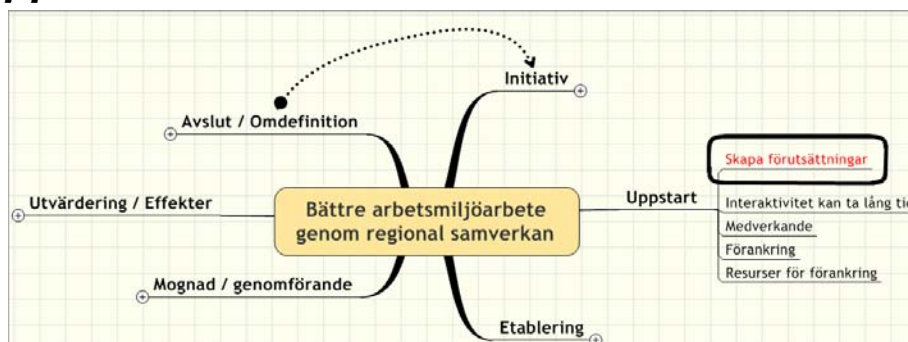 Initiativ
Avslut / Omdefinition
Skapa förutsättningar
Utvärdering / Effekter
Bättre arbetsmiljöarbete
genom regional samverkan
Uppstart
Interaktivitet kan ta lång
Medverkande
Förankring
Resurser för förankring
Mognad / genomförande
Etablering